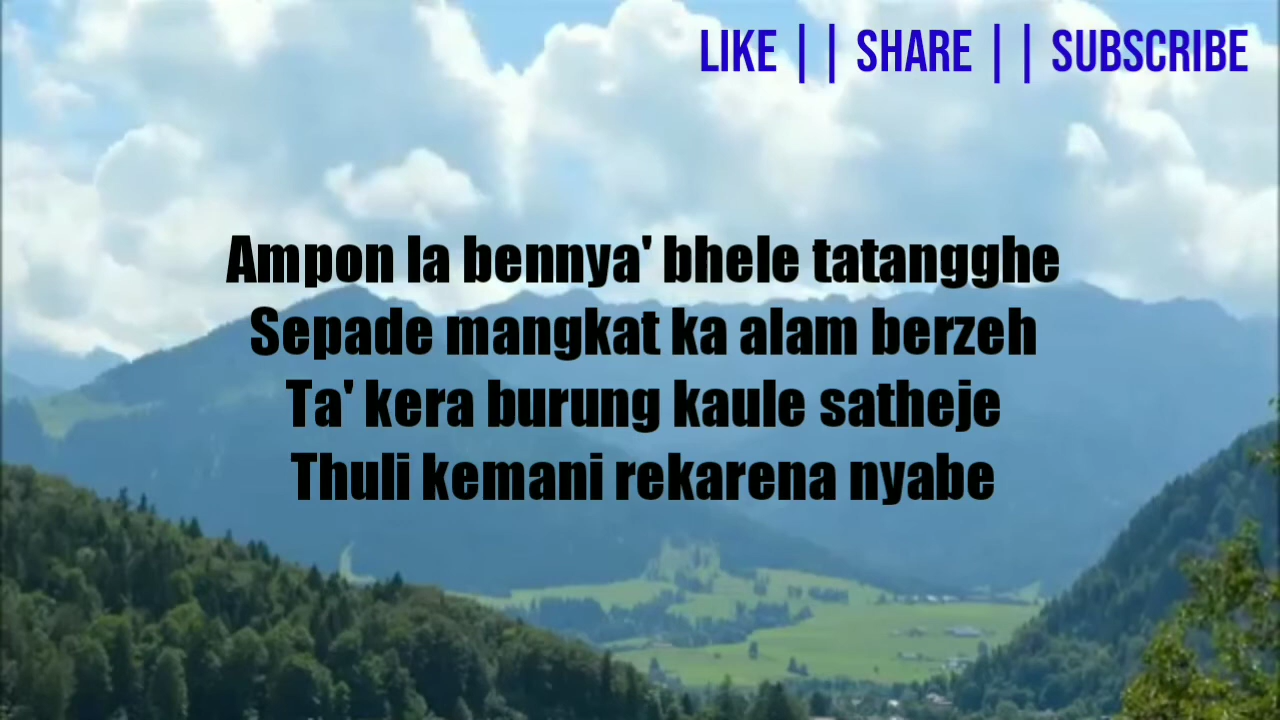 LIKE || SHARE || SUBSCRIBE
Ampon la bennya' bhele tatangghe
Sepade mangkat ka alam berzeh
Ta' kera burung kaule satheje
Thuli kemani rekarena nyabe